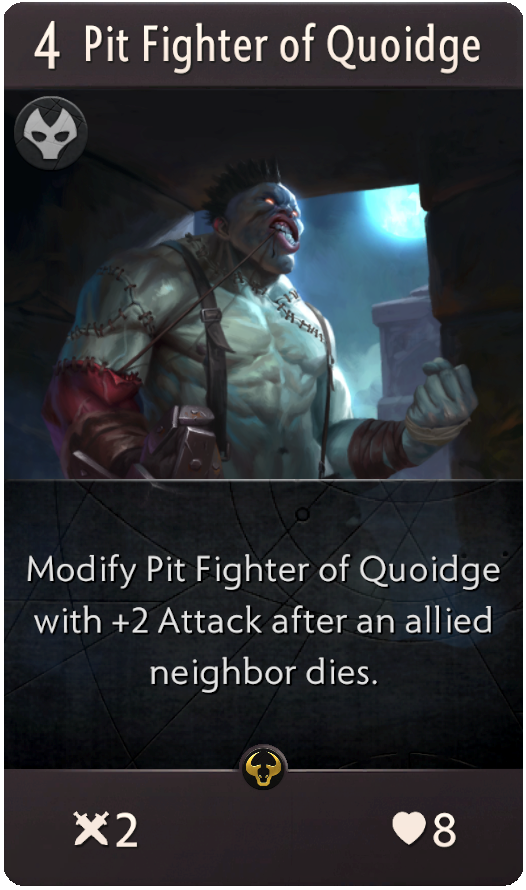 4 Pit Fighter of Quoidge
Modify Pit Fighter of Quoidge
with +2 Attack after an allied
neighbor dies.
2 8